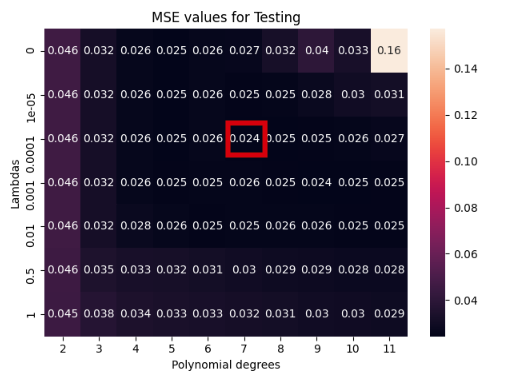 MSE values for Testing
0 0.046 0.032 0.026 0.025 0.026 0.027 0.032 0.04 0.033 0.16
1e-05 0.046 0.032 0.026 0.025 0.026 0.025 0.025 0.028 0.03 0.031
0.0001 0.046 0.032 0.026 0.025 0.026 0.024 0.025 0.025 0.026 0.027
0.001 0.046 0.032 0.026 0.025 0.025 0.026 0.025 0.024 0.025 0.025
0.01 0.046 0.032 0.028 0.026 0.025 0.025 0.026 0.026 0.025 0.025
0.5 0.046 0.035 0.033 0.032 0.031 0.03 0.029 0.029 0.028 0.028
1 0.045 0.038 0.034 0.033 0.033 0.032 0.031 0.03 0.03 0.029
Lambdas
2 3 4 5 6 7 8 9 10 11
Polynomial degrees
0.14
0.12
0.10
0.08
0.06
0.04